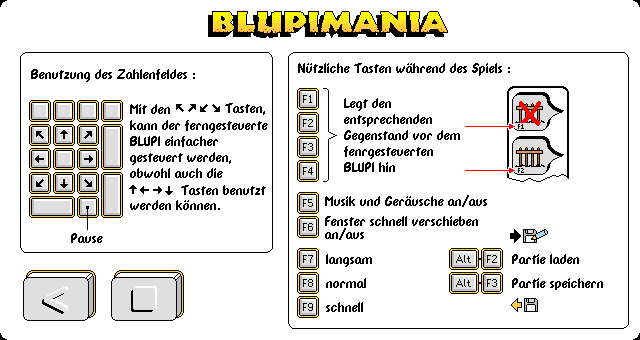 BLUPIMANIA
Benutzung des Zahlenfeldes :
Mit den ↖ ↗ ↙ ↘ Tasten,
kann der ferngesteuerte
BLUPI einfacher
gesteuert werden,
obwohl auch die
↑ ← → ↓ Tasten benutzt
werden können.
Pause
Nützliche Tasten während des Spiels :
F1
F2
F3
F4
Legt den
entsprechenden
Gegenstand vor dem
fenrgesteuerten
BLUPI hin
F1
F2
F5 Musik und Geräusche an/aus
F6 Fenster schnell verschieben
an/aus
F7 langsam
F8 normal
F9 schnell
Alt - F2 Partie laden
Alt - F3 Partie speichern